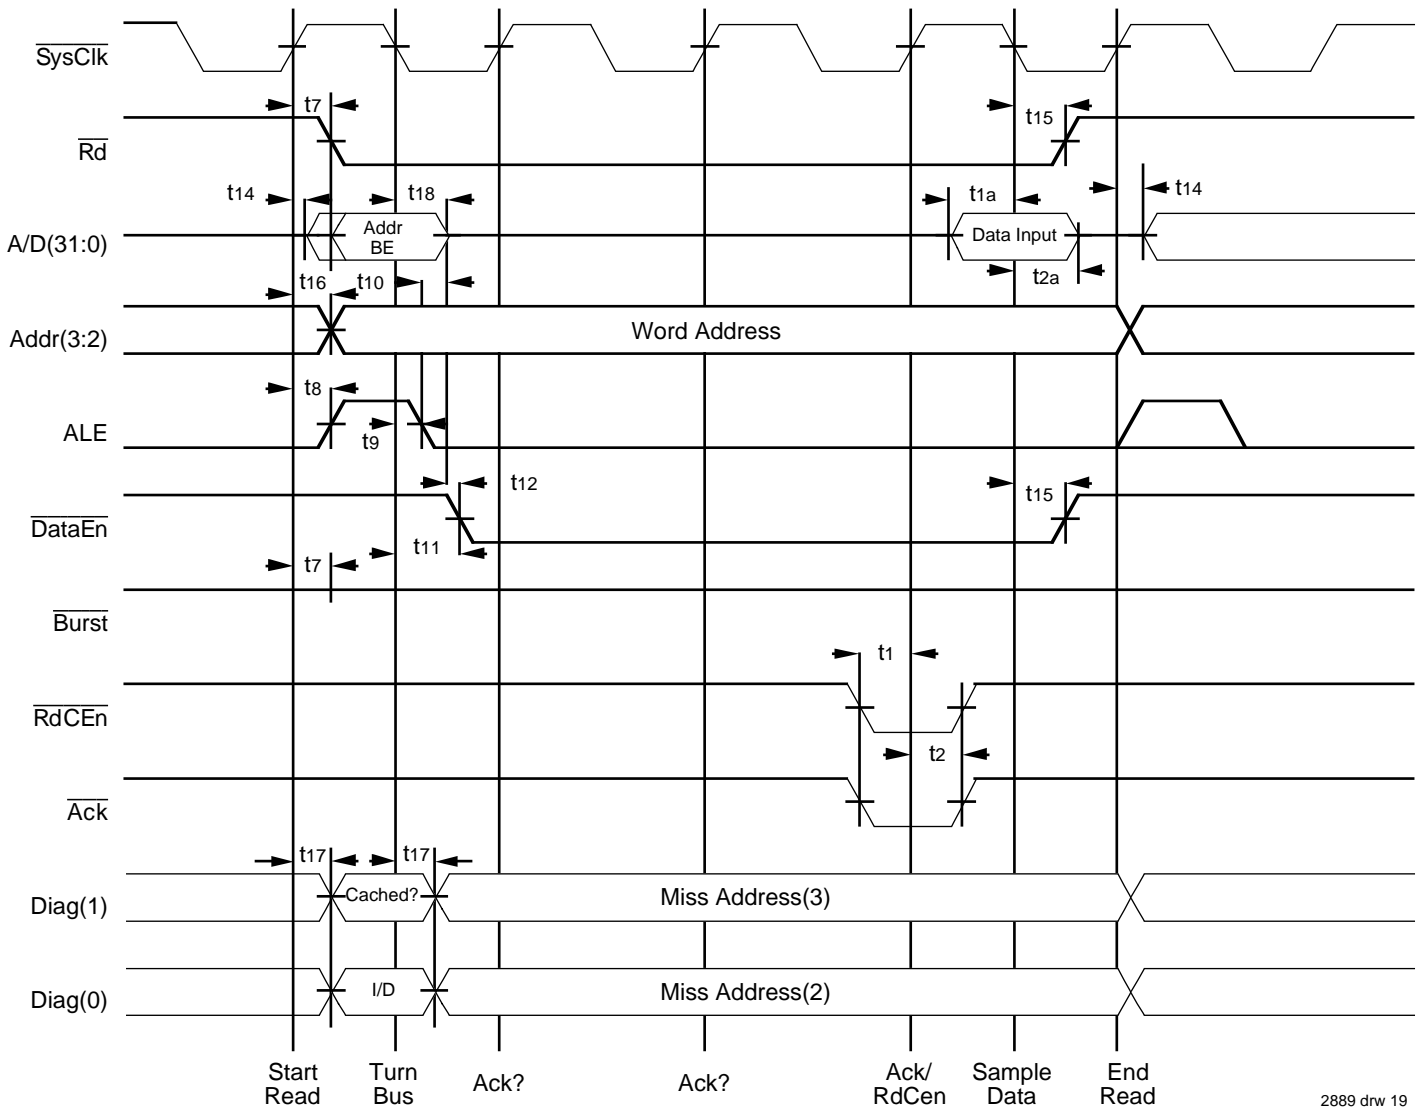 SysClk
t7
t15
Rd
t14
t18
t1a
t14
A/D(31:0)
Addr
BE
Data Input
t16
t10
t2a
Addr(3:2)
Word Address
t8
ALE
t9
t12
t15
DataEn
t11
t7
Burst
t1
RdCEn
t2
Ack
t17
t17
Diag(1)
Cached?
Miss Address(3)
Diag(0)
I/D
Miss Address(2)
Start
Read
Turn
Bus
Ack?
Ack?
Ack/
RdCen
Sample
Data
End
Read
2889 drw 19